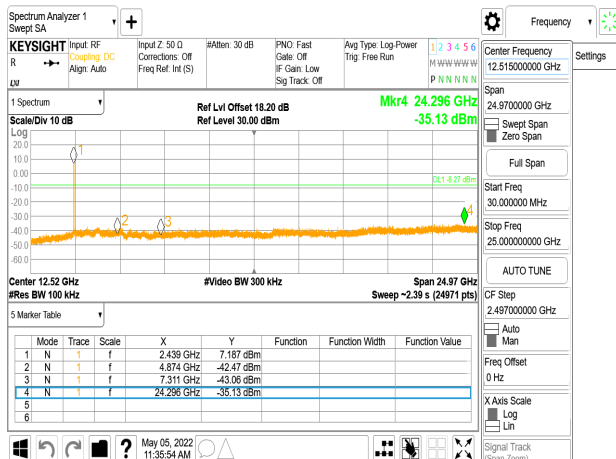 Spectrum Analyzer 1
Swept SA
Frequency
KEYSIGHT
R
LNI
Input: RF
Coupling: DC
Align: Auto
Input Z: 50 Ω
Corrections: Off
Freq Ref: Int (S)
#Atten: 30 dB
PNO: Fast
Gate: Off
IF Gain: Low
Sig Track: Off
Avg Type: Log-Power
Trig: Free Run
1 2 3 4 5 6
M W W W W W
P N N N N N
Center Frequency
12.515000000 GHz
Settings
Span
24.9700000 GHz
Swept Span
Zero Span
Full Span
Start Freq
30.000000 MHz
Stop Freq
25.000000000 GHz
AUTO TUNE
CF Step
2.497000000 GHz
Auto
Man
Freq Offset
0 Hz
X Axis Scale
Log
Lin
Signal Track
(Span Zoom)
1 Spectrum
Scale/Div 10 dB
Ref Lvl Offset 18.20 dB
Ref Level 30.00 dBm
Mkr4 24.296 GHz
-35.13 dBm
Log
20.0
10.0
0.00
-10.0
-20.0
-30.0
-40.0
-50.0
-60.0
1
2
3
4
DL1 -8.27 dBm
Center 12.52 GHz
#Video BW 300 kHz
Span 24.97 GHz
#Res BW 100 kHz
Sweep ~2.39 s (24971 pts)
5 Marker Table
Mode Trace Scale X Y Function Function Width Function Value
1 N 1 f 2.439 GHz 7.187 dBm
2 N 1 f 4.874 GHz -42.47 dBm
3 N 1 f 7.311 GHz -43.06 dBm
4 N 1 f 24.296 GHz -35.13 dBm
5
6
?
May 05, 2022
11:35:54 AM